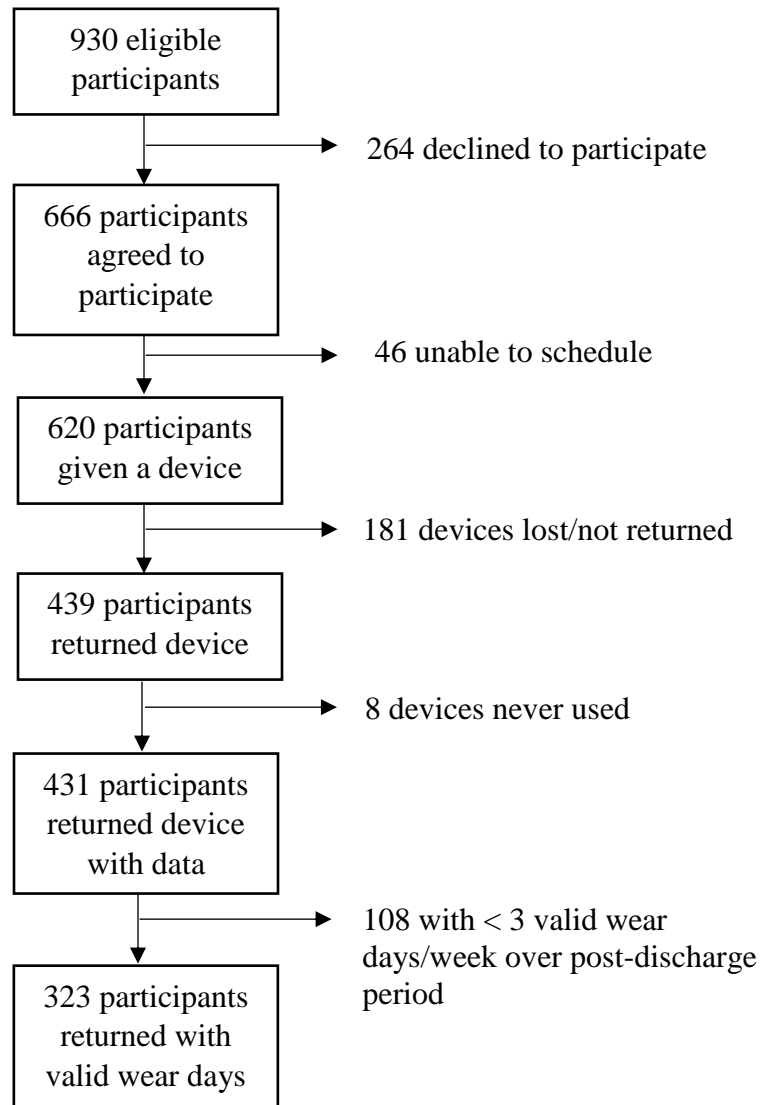 930 eligible
participants
264 declined to participate
666 participants
agreed to
participate
46 unable to schedule
620 participants
given a device
181 devices lost/not returned
439 participants
returned device
8 devices never used
431 participants
returned device
with data
108 with < 3 valid wear
days/week over post-discharge
period
323 participants
returned with
valid wear days